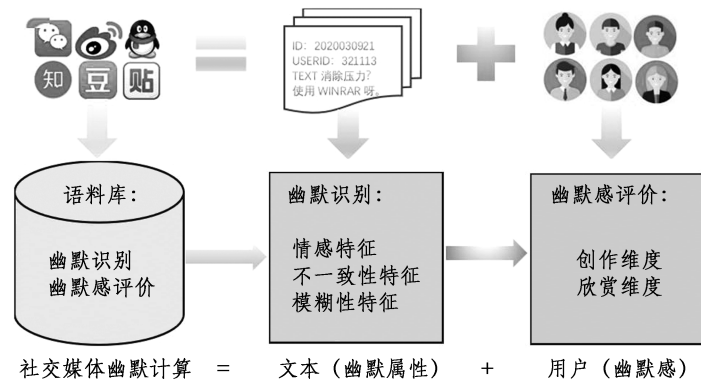 知 豆 贴
ID: 2020030921
USERID: 321113
TEXT 消除压力?
使用 WINRAR 呀。
语料库:
幽默识别
幽默感评价
幽默识别:
情感特征
不一致性特征
模糊性特征
幽默感评价:
创作维度
欣赏维度
社交媒体幽默计算 = 文本(幽默属性) + 用户(幽默感)